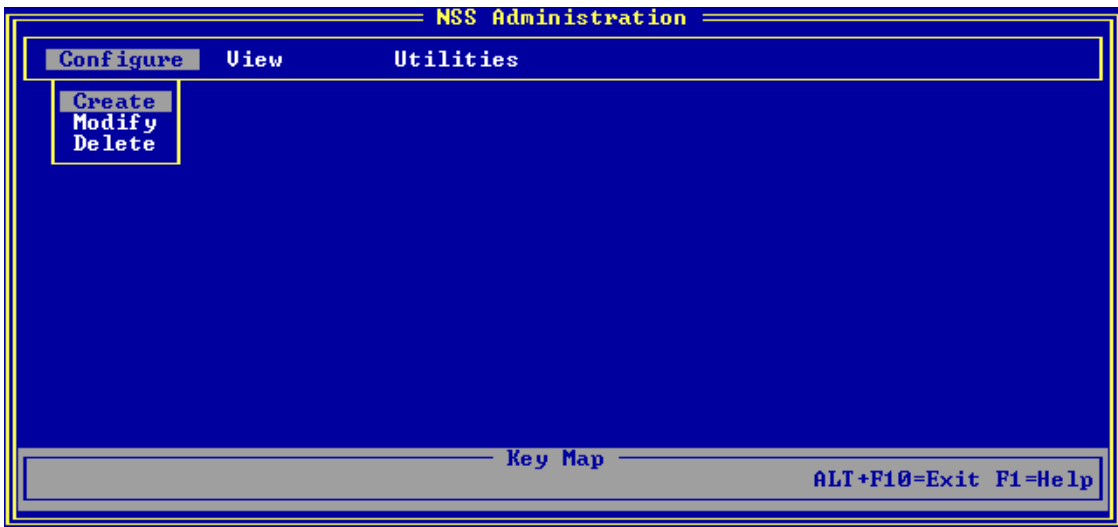 NSS Administration
Configure View Utilities
Create
Modify
Delete
Key Map
ALT+F10=Exit F1=Help